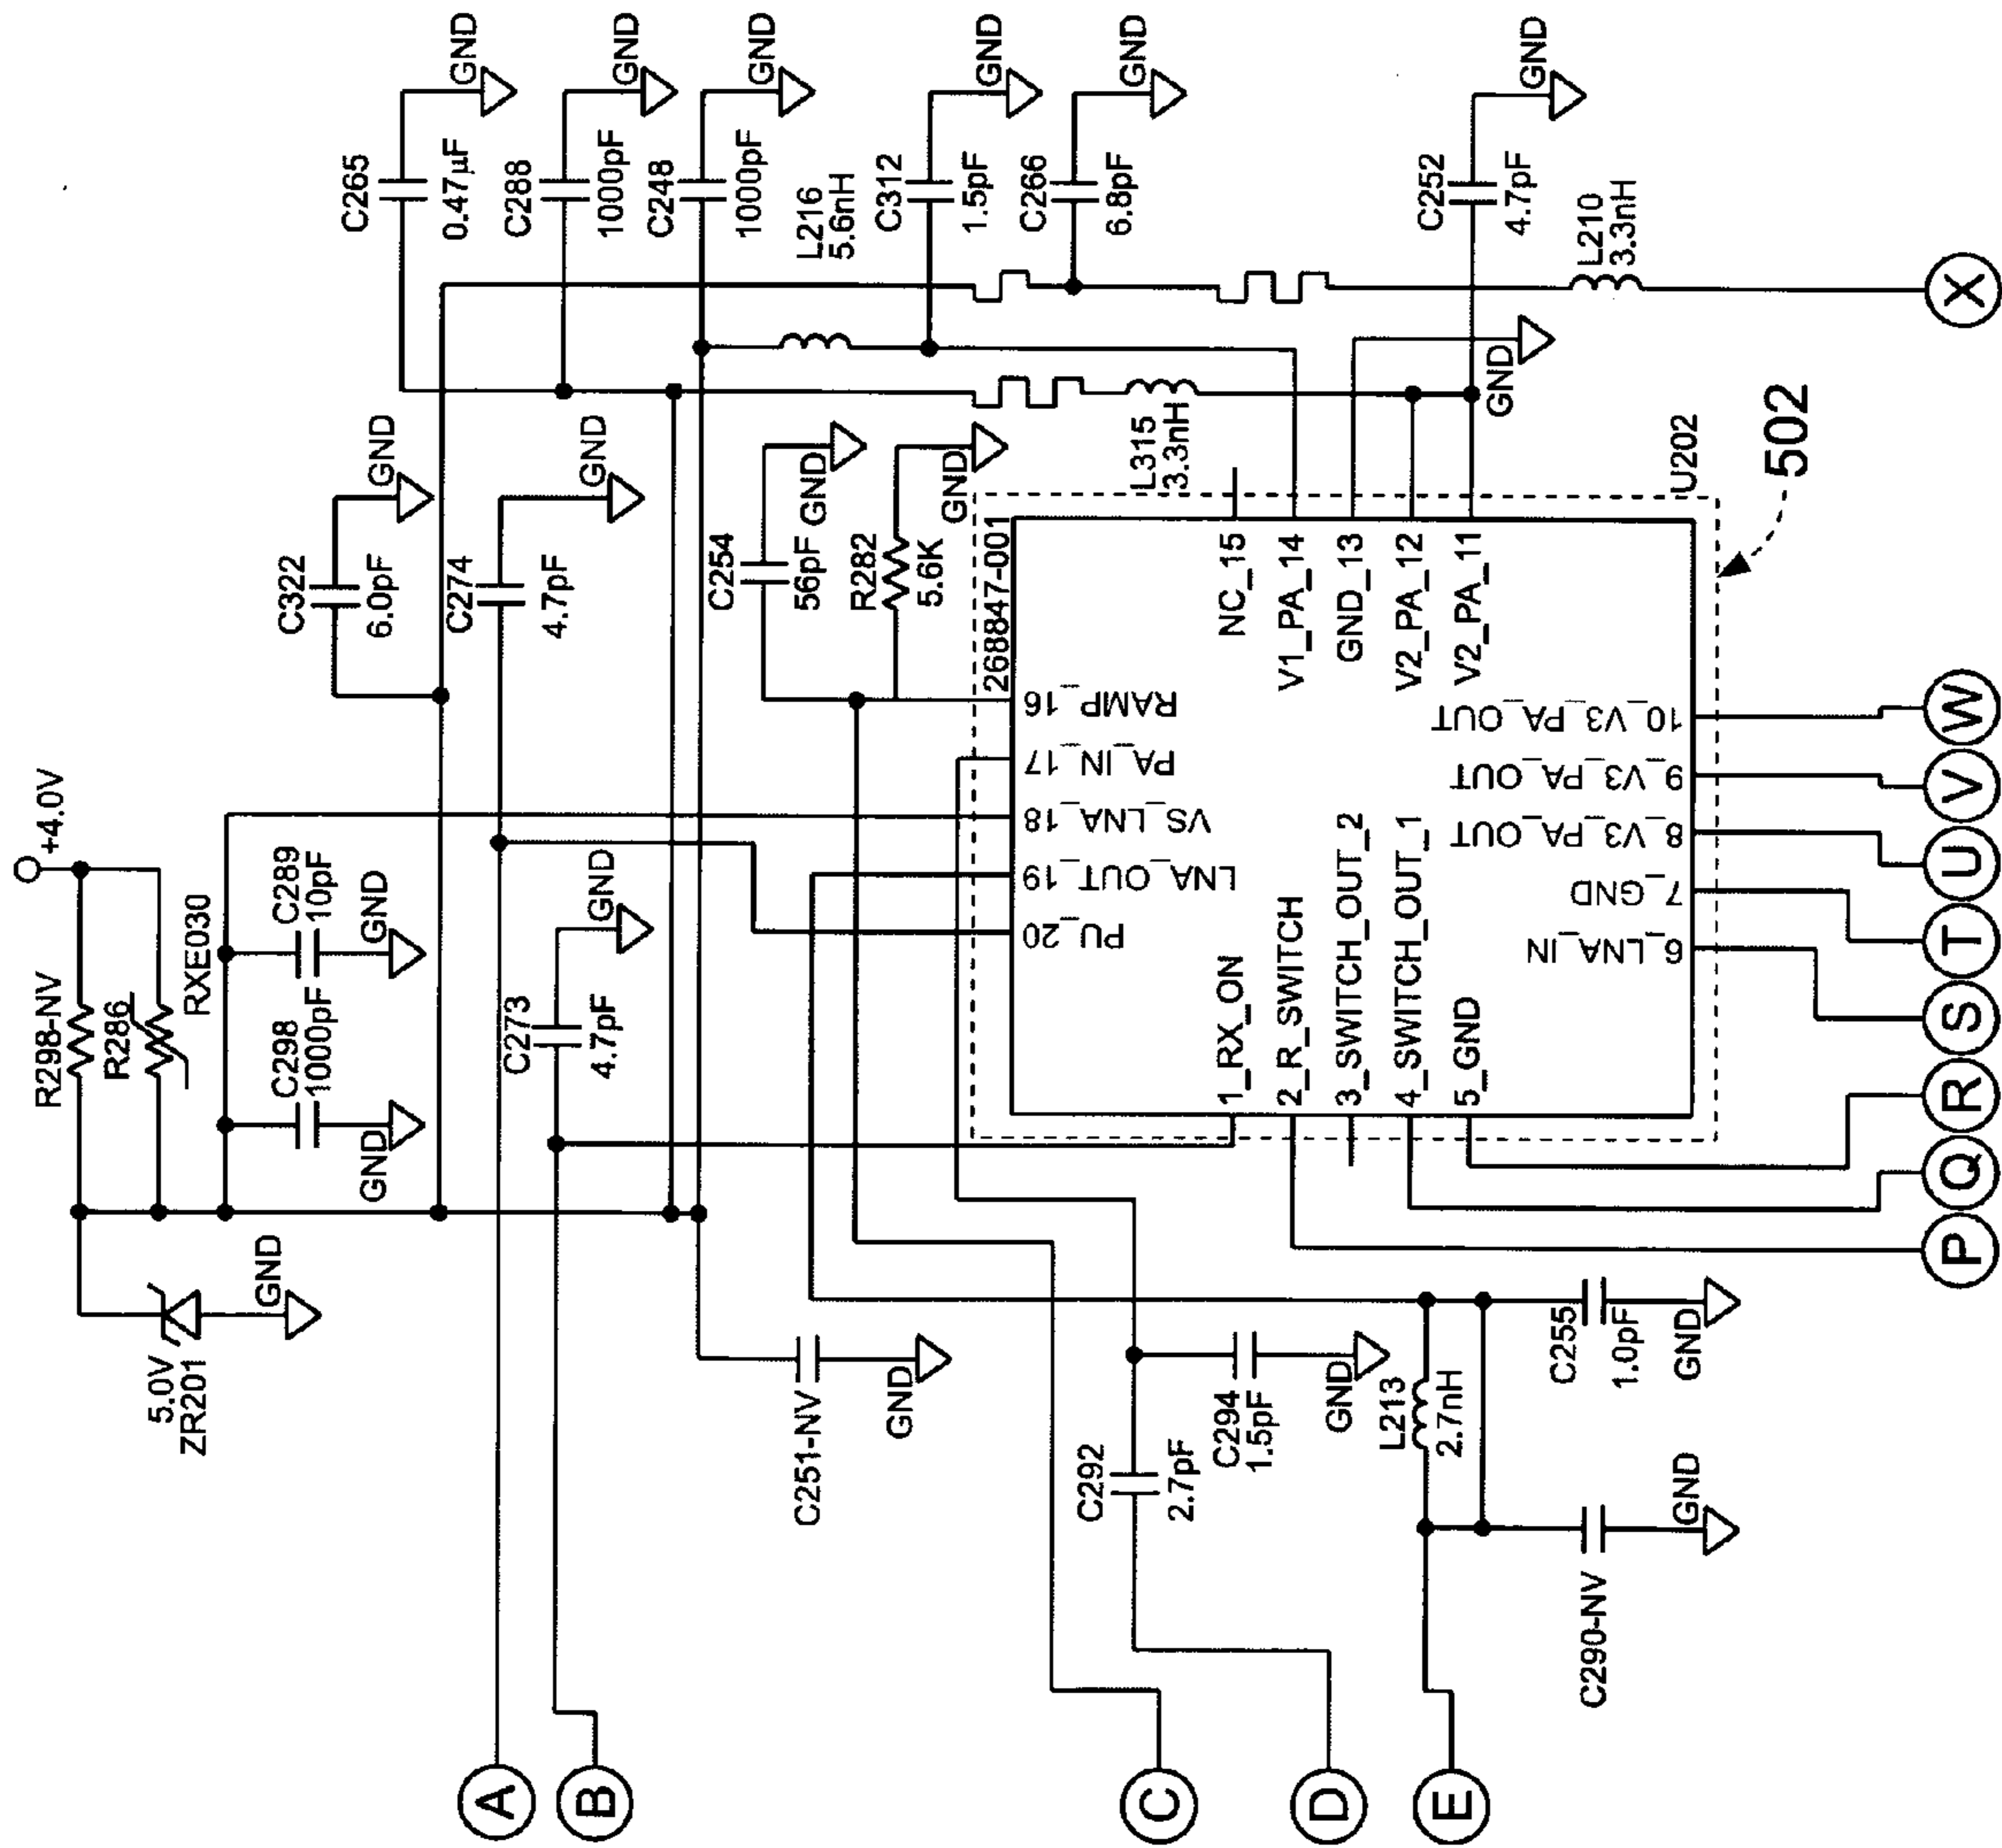 +4.0V
R298-NV
R286
RXE030
5.0V
ZR201
GND
C298
1000pF
GND
C289
10pF
GND
C322
6.0pF
GND
C274
4.7pF
GND
C265
0.47µF
GND
C288
1000pF
GND
C248
1000pF
GND
L216
5.6nH
C312
1.5pF
GND
C266
6.8pF
GND
C252
4.7pF
GND
L210
3.3nH
GND
L315
3.3nH
C254
56pF
GND
R282
5.6K
GND
C273
4.7pF
GND
C251-NV
GND
C292
2.7pF
C294
1.5pF
GND
L213
2.7nH
C255
1.0pF
GND
C290-NV
GND
268847-001
U202
502
RAMP_16
PA_IN_17
VS_LNA_18
LNA_OUT_19
PU_20
NC_15
V1_PA_14
GND_13
V2_PA_12
V2_PA_11
1_RX_ON
2_R_SWITCH
3_SWITCH_OUT_2
4_SWITCH_OUT_1
5_GND
6_LNA_IN
7_GND
8_V3_PA_OUT
9_V3_PA_OUT
10_V3_PA_OUT
A
B
C
D
E
P
Q
R
S
T
U
V
W
X